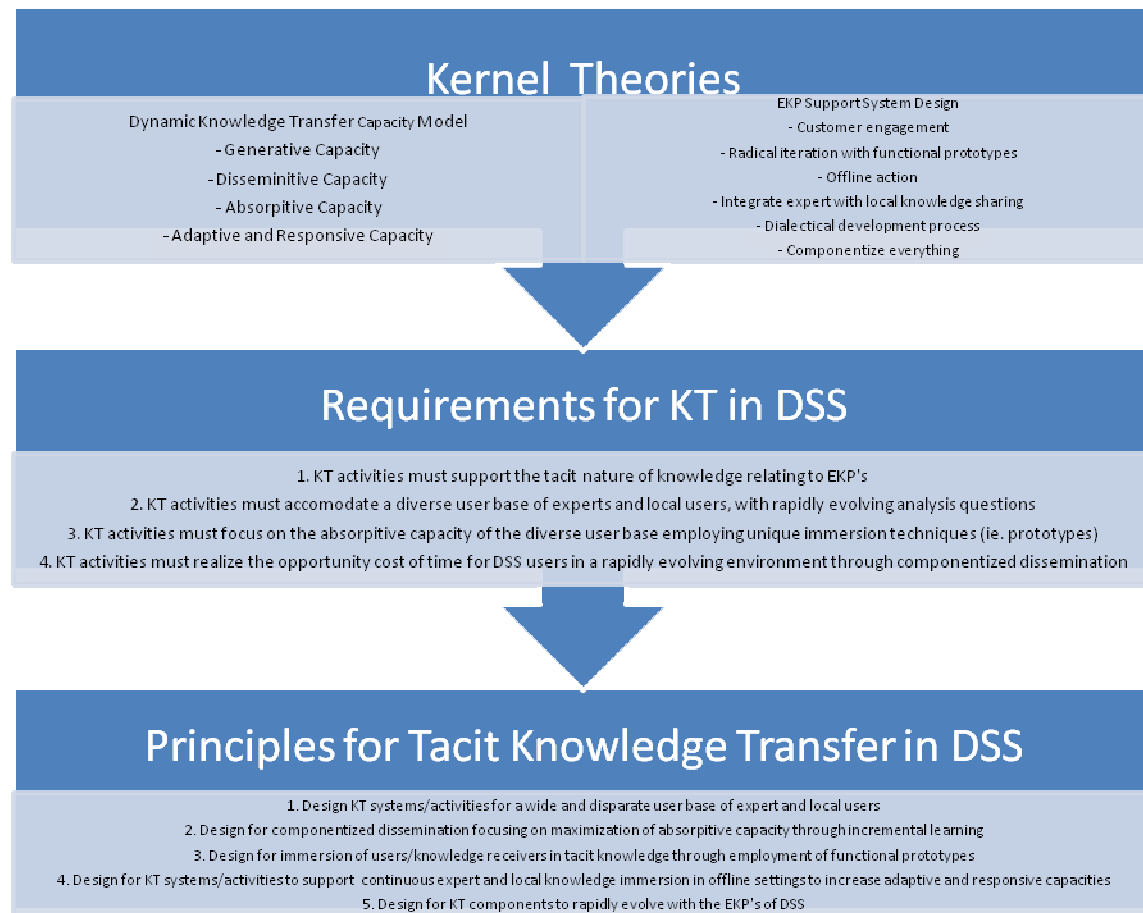 Kernel Theories
Dynamic Knowledge Transfer Capacity Model
- Generative Capacity
- Disseminitive Capacity
- Absorpitive Capacity
- Adaptive and Responsive Capacity
EKP Support System Design
- Customer engagement
- Radical iteration with functional prototypes
- Offline action
- Integrate expert with local knowledge sharing
- Dialectical development process
- Componentize everything
Requirements for KT in DSS
1. KT activities must support the tacit nature of knowledge relating to EKP's
2. KT activities must accomodate a diverse user base of experts and local users, with rapidly evolving analysis questions
3. KT activities must focus on the absorpitive capacity of the diverse user base employing unique immersion techniques (ie. prototypes)
4. KT activities must realize the opportunity cost of time for DSS users in a rapidly evolving environment through componentized dissemination
Principles for Tacit Knowledge Transfer in DSS
1. Design KT systems/activities for a wide and disparate user base of expert and local users
2. Design for componentized dissemination focusing on maximization of absorpitive capacity through incremental learning
3. Design for immersion of users/knowledge receivers in tacit knowledge through employment of functional prototypes
4. Design for KT systems/activities to support continuous expert and local knowledge immersion in offline settings to increase adaptive and responsive capacities
5. Design for KT components to rapidly evolve with the EKP's of DSS